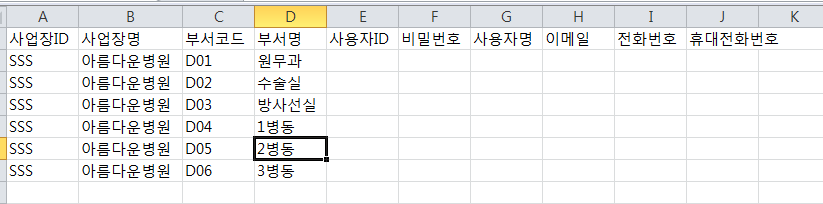 A B C D E F G H I J K
사업장ID 사업장명 부서코드 부서명 사용자ID 비밀번호 사용자명 이메일 전화번호 휴대전화번호
SSS 아름다운병원 D01 원무과
SSS 아름다운병원 D02 수술실
SSS 아름다운병원 D03 방사선실
SSS 아름다운병원 D04 1병동
SSS 아름다운병원 D05 2병동
SSS 아름다운병원 D06 3병동